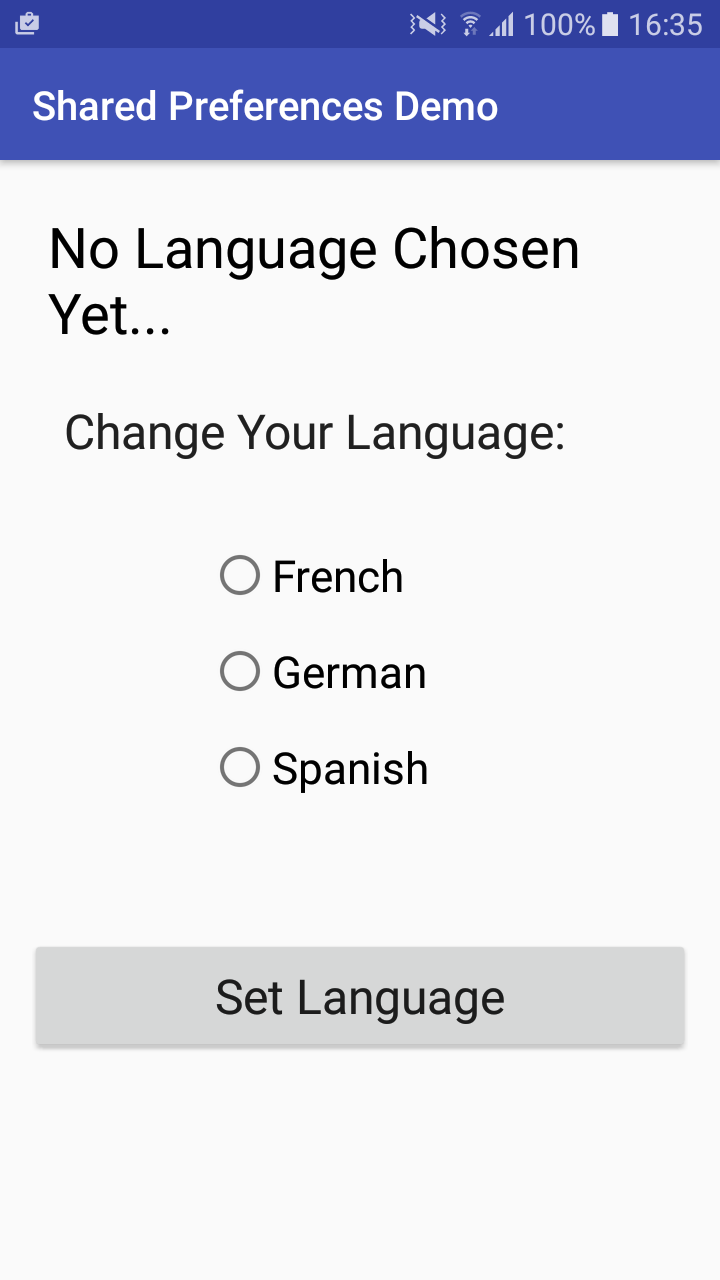 100% 16:35
Shared Preferences Demo
No Language Chosen
Yet...
Change Your Language:
French
German
Spanish
Set Language